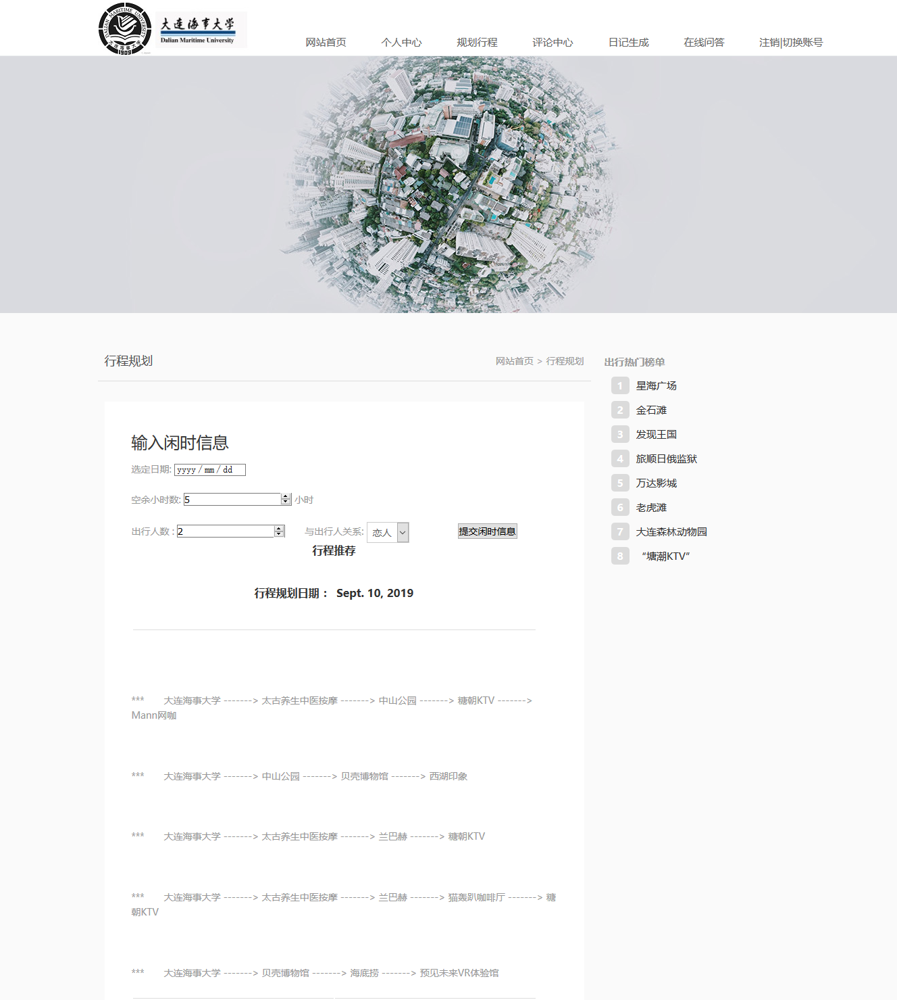 DALIAN MARITIME UNIVERSITY
大连海事大学
1909
大连海事大学
Dalian Maritime University
网站首页 个人中心 规划行程 评论中心 日记生成 在线问答 注销|切换账号
行程规划
网站首页 > 行程规划
输入闲时信息
选定日期: yyyy / mm / dd
空余小时数: 5 小时
出行人数 : 2 与出行人关系: 恋人 提交闲时信息
行程推荐
行程规划日期： Sept. 10, 2019
*** 大连海事大学 -------> 太古养生中医按摩 -------> 中山公园 -------> 糖朝KTV ------->
Mann网咖
*** 大连海事大学 -------> 中山公园 -------> 贝壳博物馆 -------> 西湖印象
*** 大连海事大学 -------> 太古养生中医按摩 -------> 兰巴赫 -------> 糖朝KTV
*** 大连海事大学 -------> 太古养生中医按摩 -------> 兰巴赫 -------> 猫轰趴咖啡厅 -------> 糖
朝KTV
*** 大连海事大学 -------> 贝壳博物馆 -------> 海底捞 -------> 预见未来VR体验馆
出行热门榜单
1 星海广场
2 金石滩
3 发现王国
4 旅顺日俄监狱
5 万达影城
6 老虎滩
7 大连森林动物园
8 “塘潮KTV”